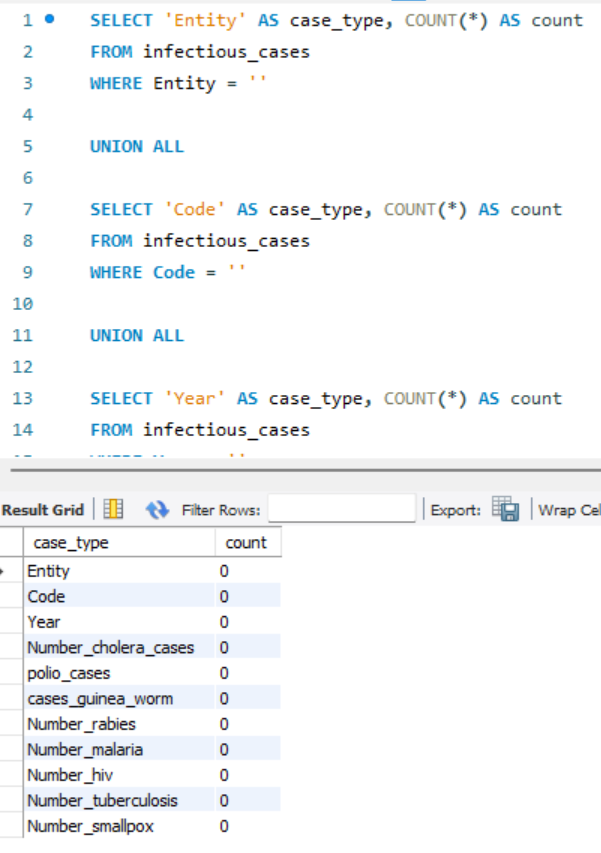 1 SELECT 'Entity' AS case_type, COUNT(*) AS count
2 FROM infectious_cases
3 WHERE Entity = ''
4
5 UNION ALL
6
7 SELECT 'Code' AS case_type, COUNT(*) AS count
8 FROM infectious_cases
9 WHERE Code = ''
10
11 UNION ALL
12
13 SELECT 'Year' AS case_type, COUNT(*) AS count
14 FROM infectious_cases
Result Grid Filter Rows: Export: Wrap Cel
case_type count
Entity 0
Code 0
Year 0
Number_cholera_cases 0
polio_cases 0
cases_guinea_worm 0
Number_rabies 0
Number_malaria 0
Number_hiv 0
Number_tuberculosis 0
Number_smallpox 0